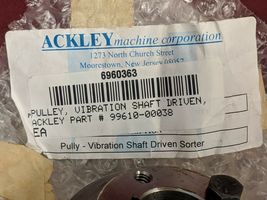 ACKLEY machine corporation
1273 North Church Street
Moorestown, New Jersey 08057
6960363
PULLEY, VIBRATION SHAFT DRIVEN,
ACKLEY PART # 99610-00038
EA
Pully - Vibration Shaft Driven Sorter